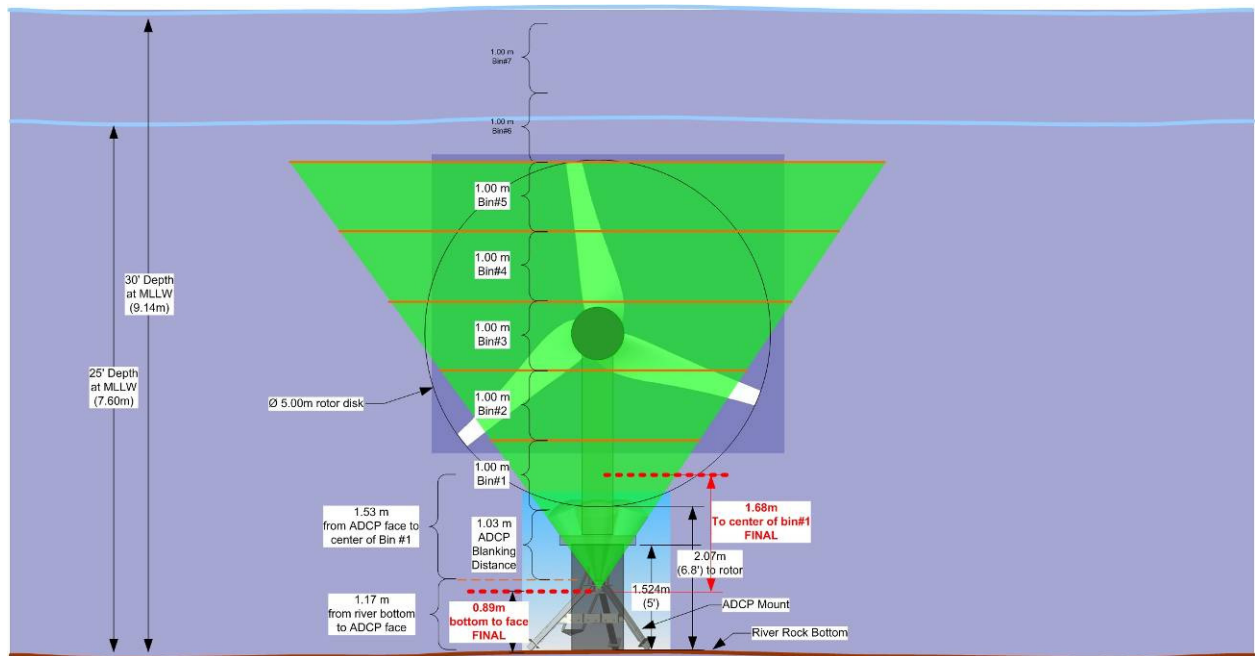 1.00 m
Bin#7
1.00 m
Bin#6
1.00 m
Bin#5
1.00 m
Bin#4
1.00 m
Bin#3
1.00 m
Bin#2
1.00 m
Bin#1
30' Depth
at MLLW
(9.14m)
25' Depth
at MLLW
(7.60m)
Ø 5.00m rotor disk
1.53 m
from ADCP face to
center of Bin #1
1.03 m
ADCP
Blanking
Distance
1.68m
To center of bin#1
FINAL
2.07m
(6.8') to rotor
1.524m
(5')
1.17 m
from river bottom
to ADCP face
0.89m
bottom to face
FINAL
ADCP Mount
River Rock Bottom